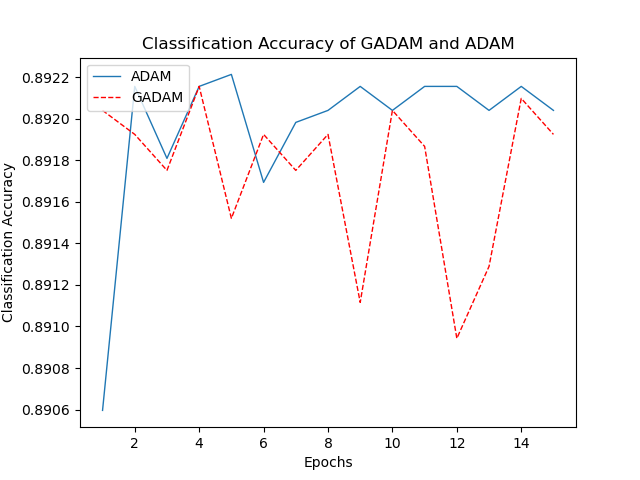 Classification Accuracy of GADAM and ADAM
ADAM
GADAM
Classification Accuracy
0.8922
0.8920
0.8918
0.8916
0.8914
0.8912
0.8910
0.8908
0.8906
2 4 6 8 10 12 14
Epochs